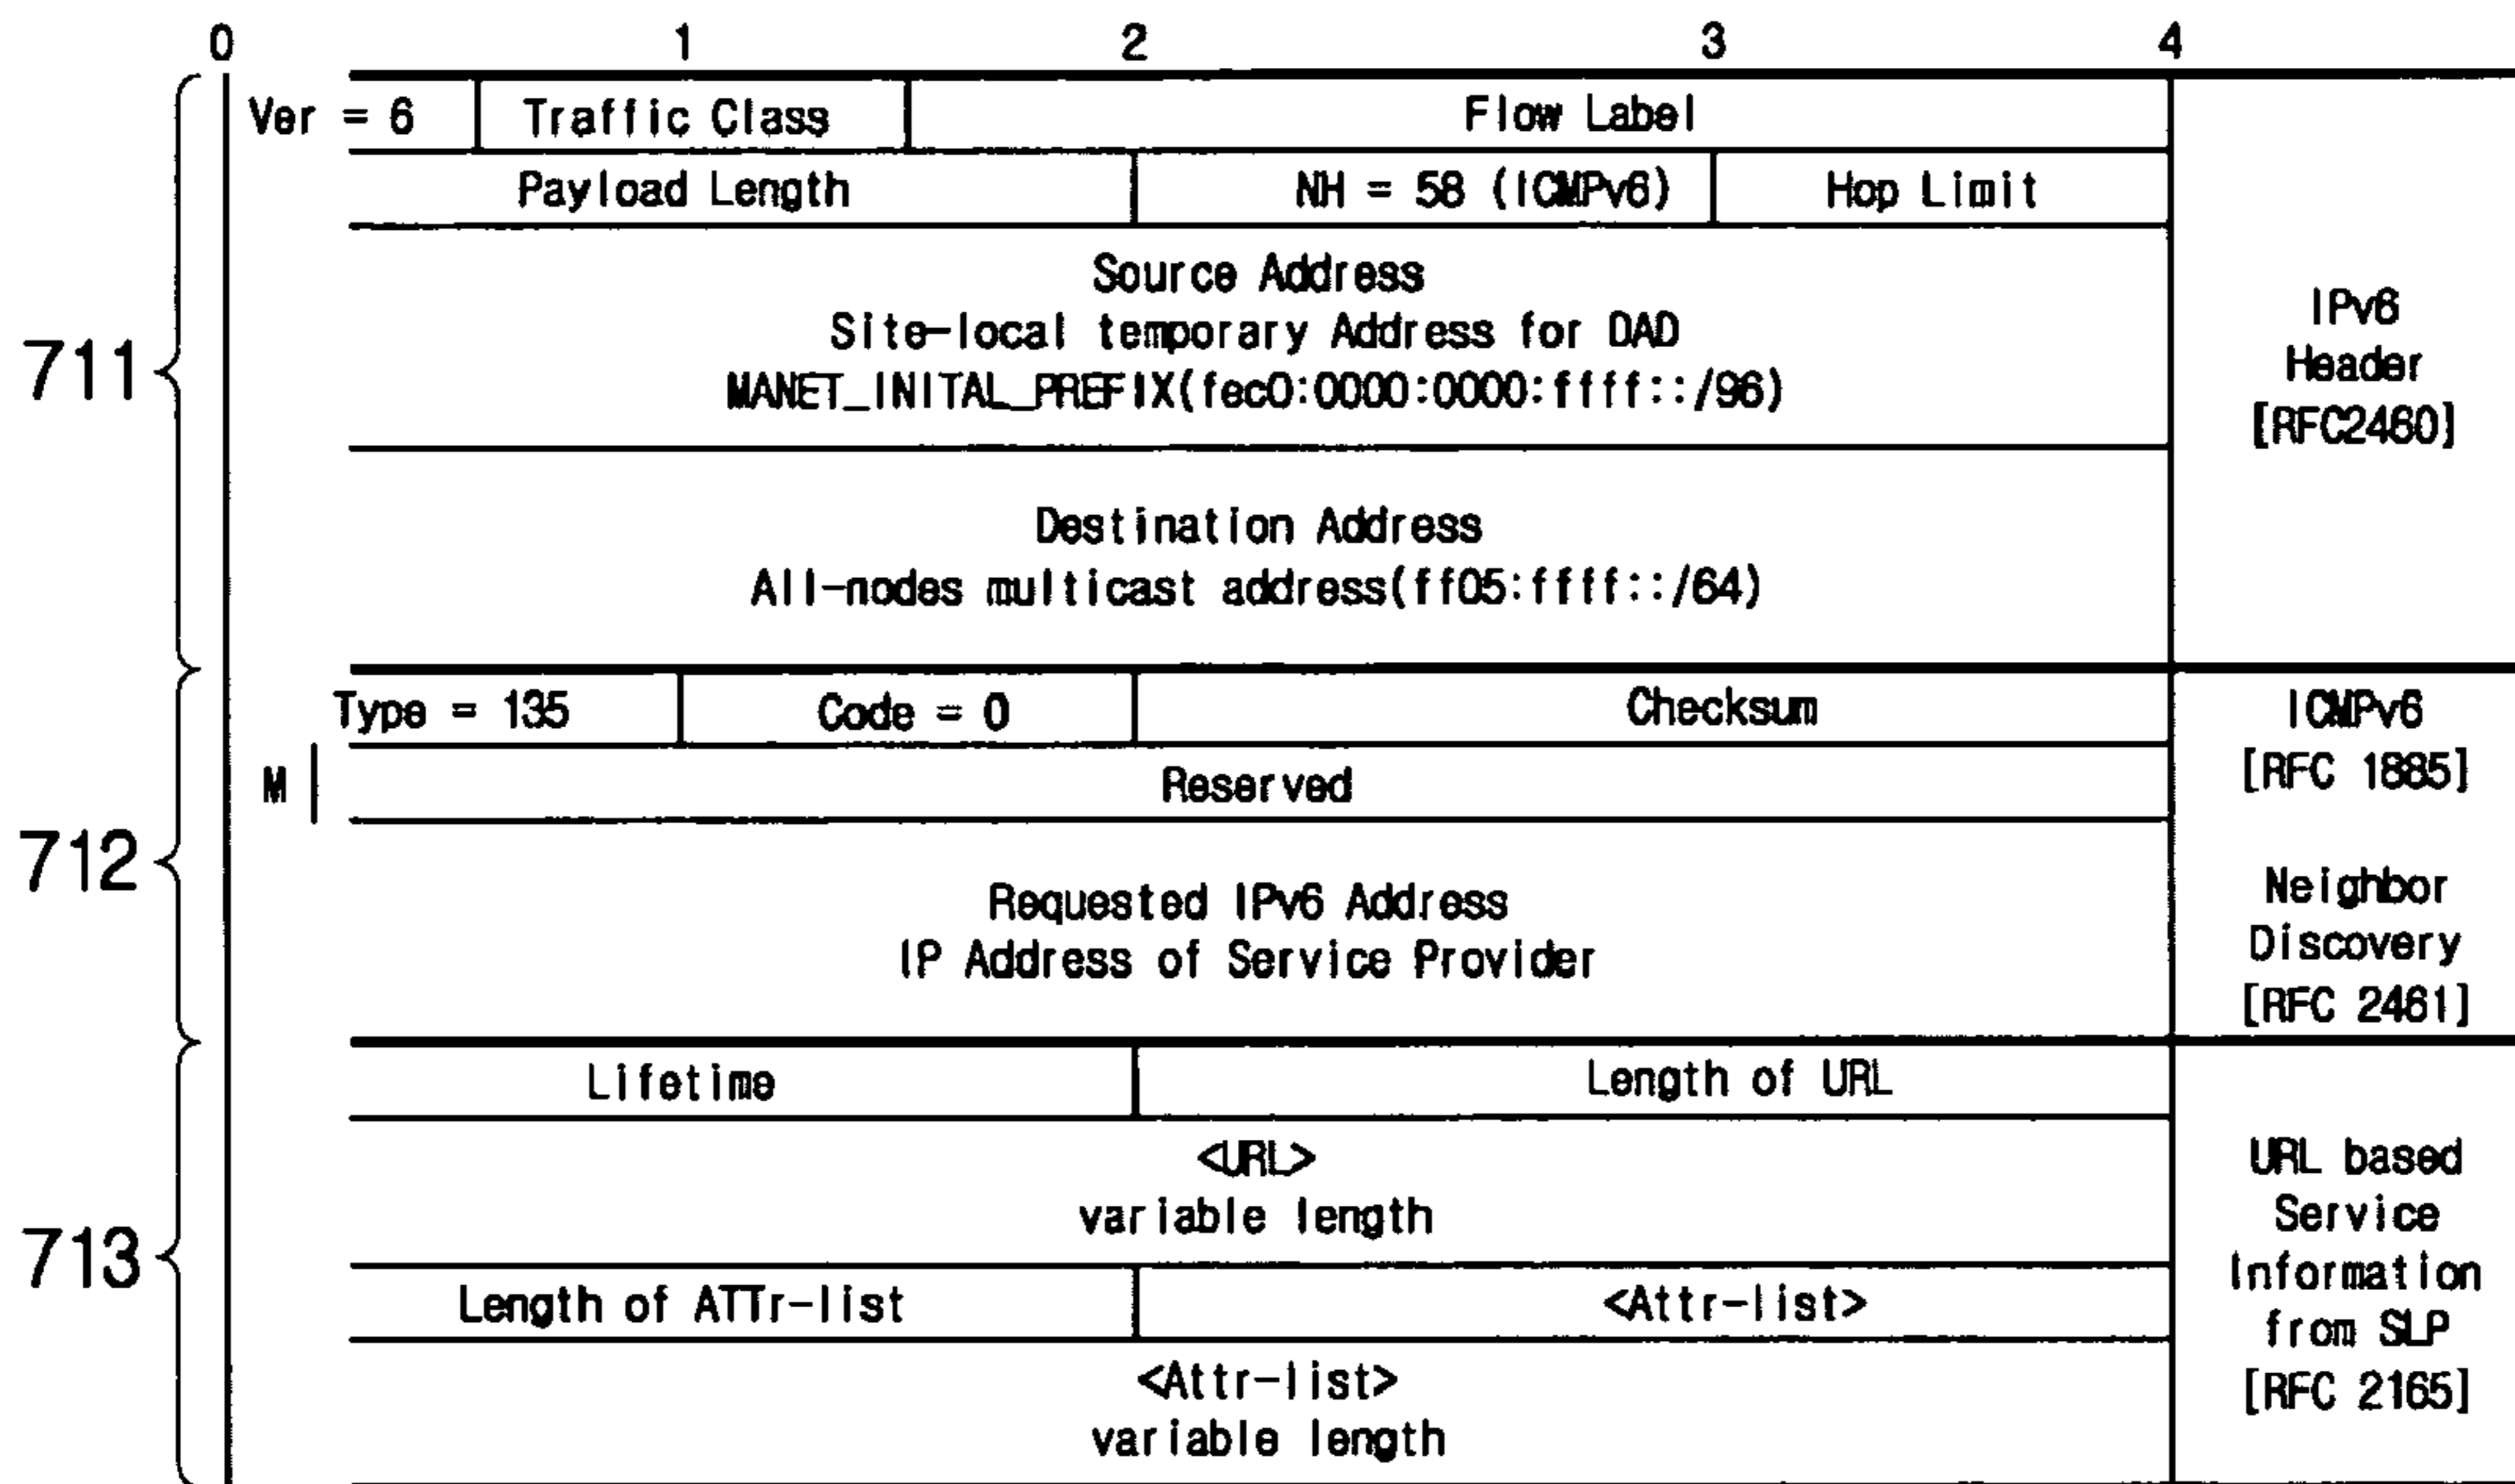 0 1 2 3 4
Ver = 6 Traffic Class Flow Label
Payload Length NH = 58 (ICMPv6) Hop Limit
Source Address
Site-local temporary Address for DAD
MANET_INITAL_PREFIX(fec0:0000:0000:ffff::/96)
IPv6
Header
[RFC2460]
711
Destination Address
All-nodes multicast address(ff05:ffff::/64)
Type = 135 Code = 0 Checksum
M Reserved
ICMPv6
[RFC 1885]
712
Requested IPv6 Address
IP Address of Service Provider
Neighbor
Discovery
[RFC 2461]
Lifetime Length of URL
<URL>
variable length
713
Length of ATTr-list <Attr-list>
<Attr-list>
variable length
URL based
Service
Information
from SLP
[RFC 2165]